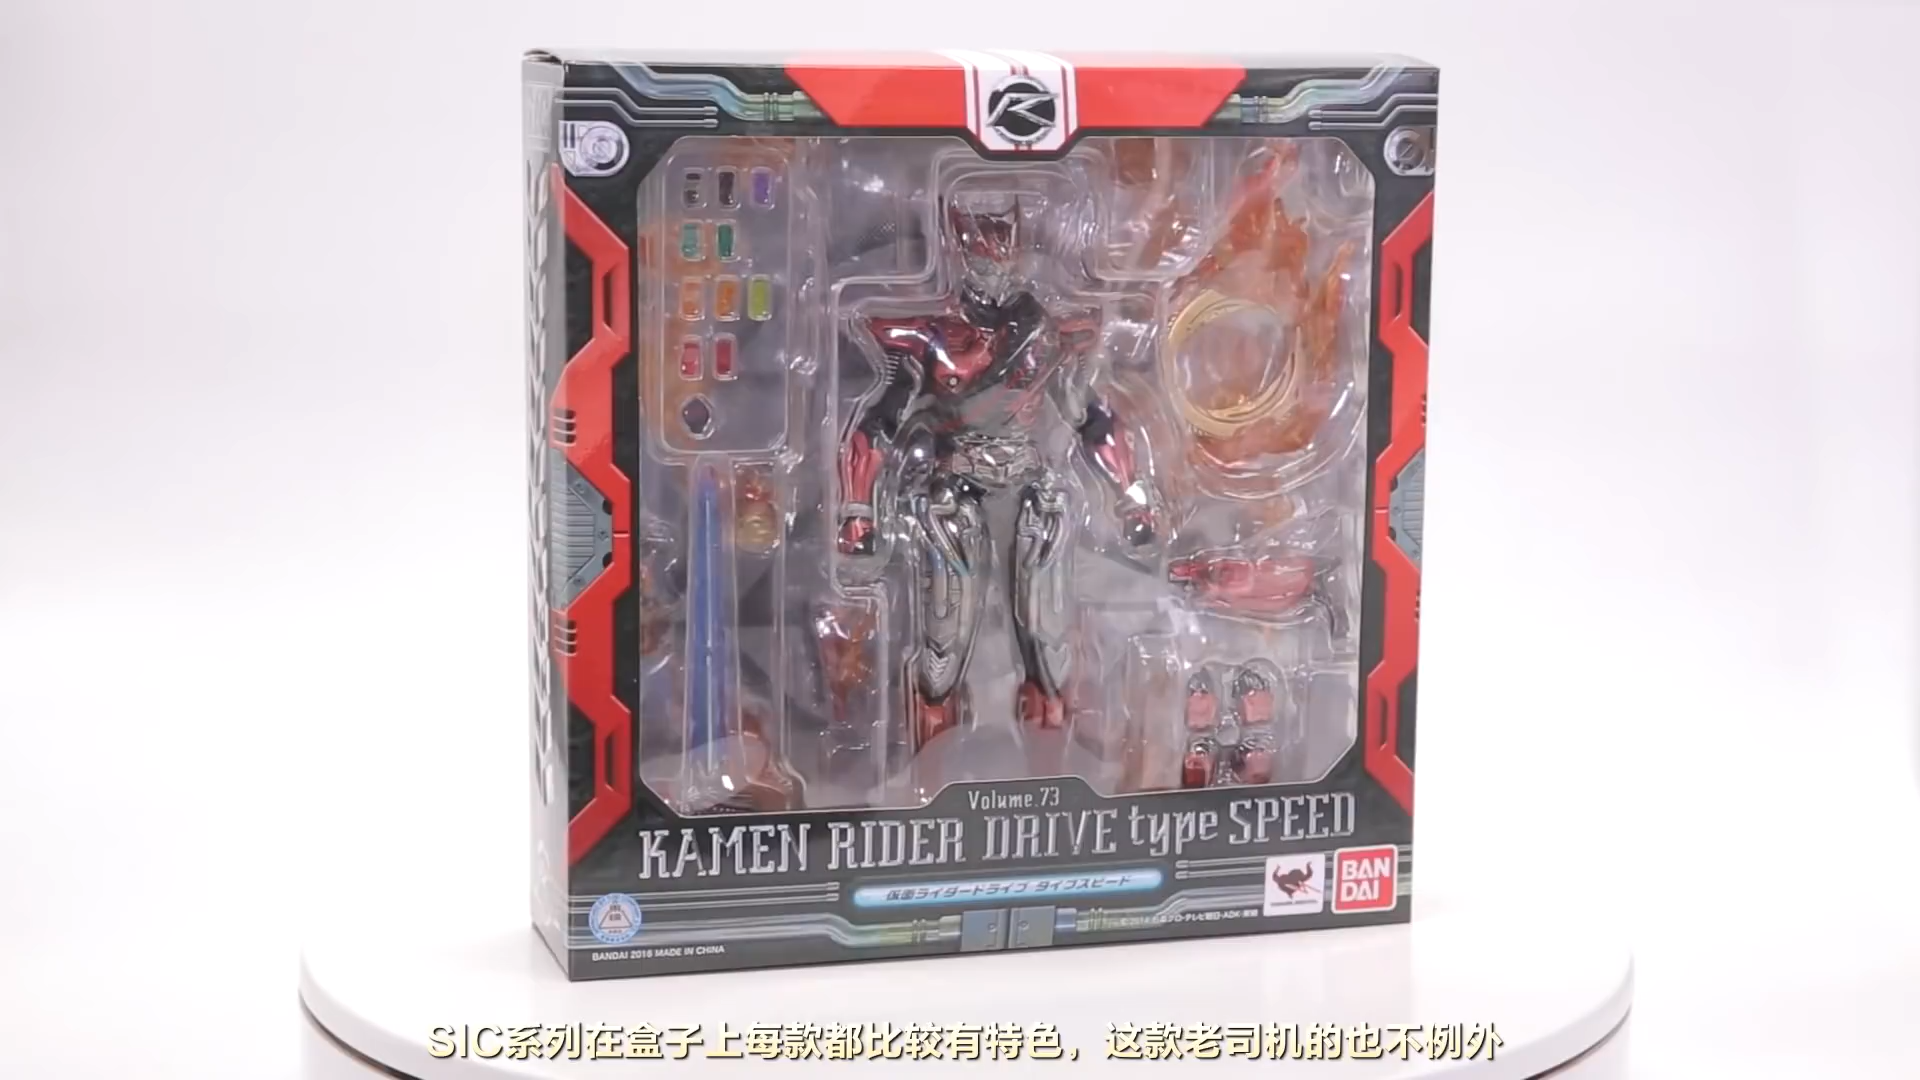 Volume.73
KAMEN RIDER DRIVE type SPEED
仮面ライダードライブ タイプスピード
BAN
DAI
BANDAI 2016 MADE IN CHINA
SIC系列在盒子上每款都比较有特色，这款老司机的也不例外